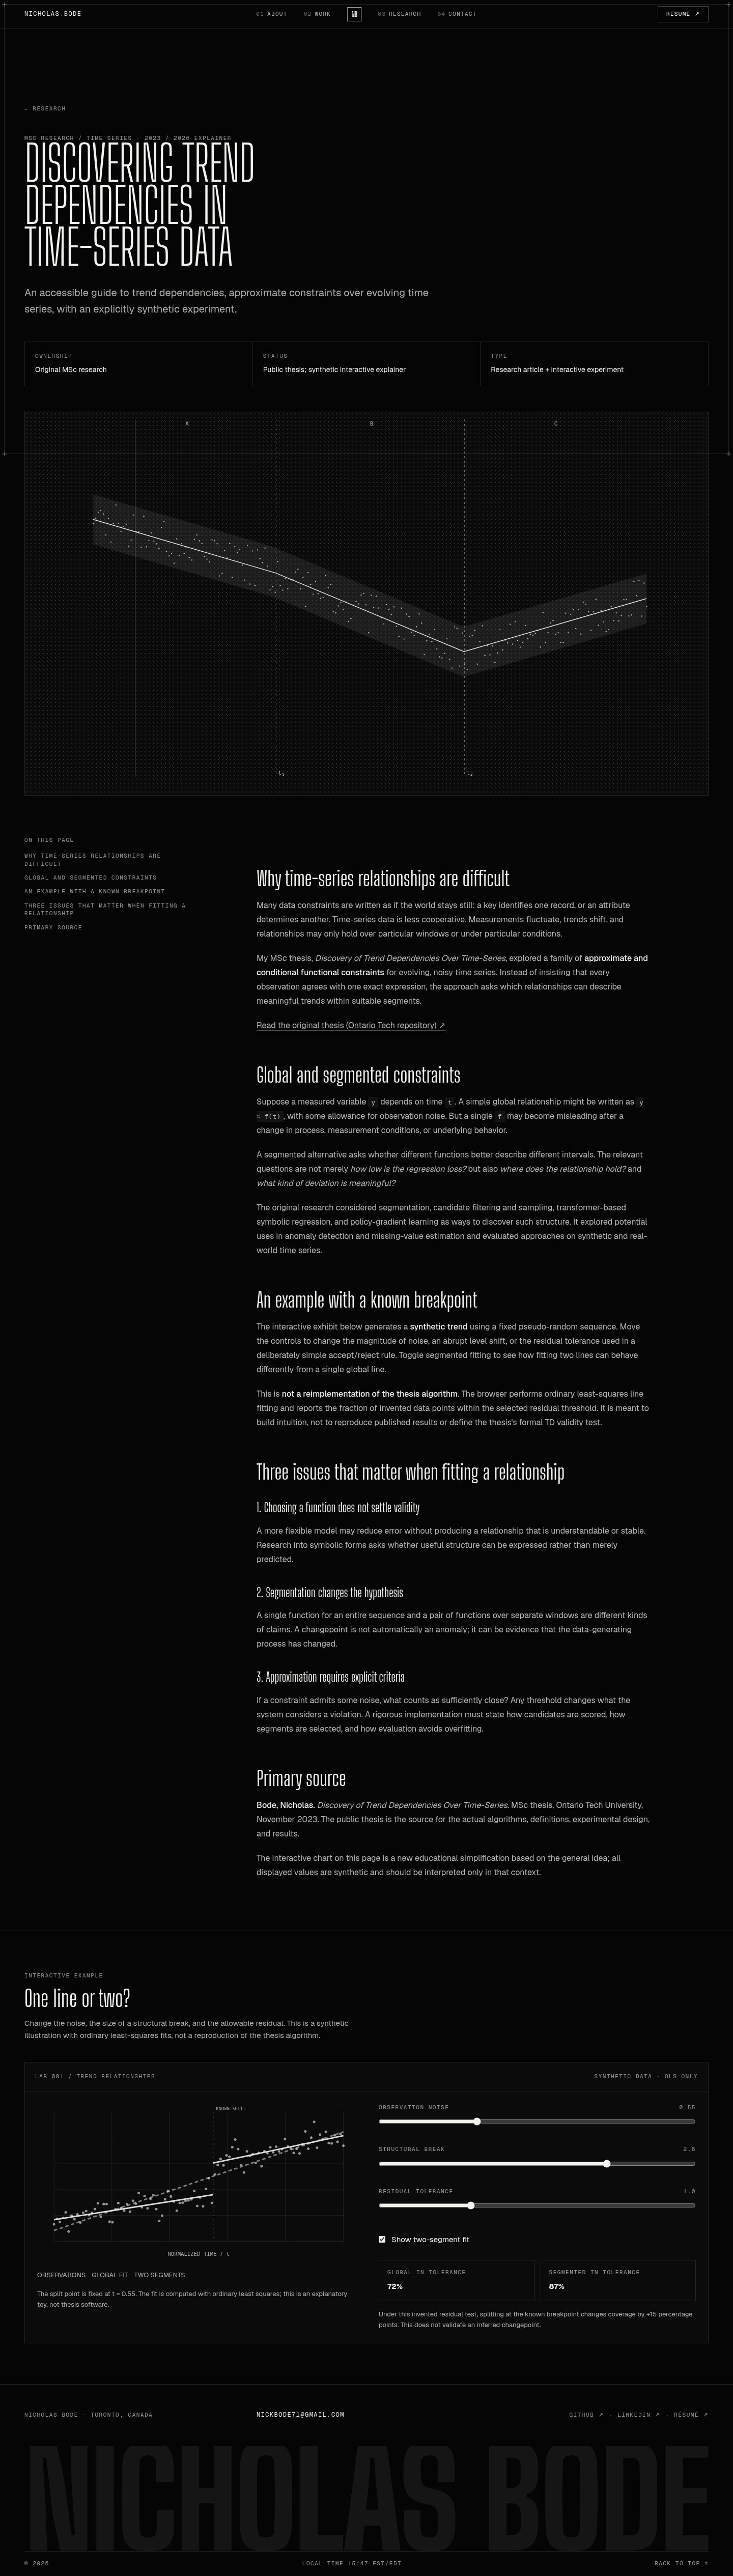 NICHOLAS BODE
01 ABOUT
02 WORK
03 RESEARCH
04 CONTACT
RÉSUMÉ ↗
← RESEARCH
MSC RESEARCH / TIME SERIES · 2023 / 2026 EXPLAINER
DISCOVERING TREND
DEPENDENCIES IN
TIME-SERIES DATA
An accessible guide to trend dependencies, approximate constraints over evolving time
series, with an explicitly synthetic experiment.
OWNERSHIP
Original MSc research
STATUS
Public thesis; synthetic interactive explainer
TYPE
Research article + interactive experiment
A
B
C
t₁
t₂
ON THIS PAGE
WHY TIME-SERIES RELATIONSHIPS ARE
DIFFICULT
GLOBAL AND SEGMENTED CONSTRAINTS
AN EXAMPLE WITH A KNOWN BREAKPOINT
THREE ISSUES THAT MATTER WHEN FITTING A
RELATIONSHIP
PRIMARY SOURCE
Why time-series relationships are difficult
Many data constraints are written as if the world stays still: a key identifies one record, or an attribute
determines another. Time-series data is less cooperative. Measurements fluctuate, trends shift, and
relationships may only hold over particular windows or under particular conditions.
My MSc thesis, Discovery of Trend Dependencies Over Time-Series, explored a family of approximate and
conditional functional constraints for evolving, noisy time series. Instead of insisting that every
observation agrees with one exact expression, the approach asks which relationships can describe
meaningful trends within suitable segments.
Read the original thesis (Ontario Tech repository) ↗
Global and segmented constraints
Suppose a measured variable y depends on time t. A simple global relationship might be written as y
= f(t), with some allowance for observation noise. But a single f may become misleading after a
change in process, measurement conditions, or underlying behavior.
A segmented alternative asks whether different functions better describe different intervals. The relevant
questions are not merely how low is the regression loss? but also where does the relationship hold? and
what kind of deviation is meaningful?
The original research considered segmentation, candidate filtering and sampling, transformer-based
symbolic regression, and policy-gradient learning as ways to discover such structure. It explored potential
uses in anomaly detection and missing-value estimation and evaluated approaches on synthetic and real-
world time series.
An example with a known breakpoint
The interactive exhibit below generates a synthetic trend using a fixed pseudo-random sequence. Move
the controls to change the magnitude of noise, an abrupt level shift, or the residual tolerance used in a
deliberately simple accept/reject rule. Toggle segmented fitting to see how fitting two lines can behave
differently from a single global line.
This is not a reimplementation of the thesis algorithm. The browser performs ordinary least-squares line
fitting and reports the fraction of invented data points within the selected residual threshold. It is meant to
build intuition, not to reproduce published results or define the thesis's formal TD validity test.
Three issues that matter when fitting a relationship
1. Choosing a function does not settle validity
A more flexible model may reduce error without producing a relationship that is understandable or stable.
Research into symbolic forms asks whether useful structure can be expressed rather than merely
predicted.
2. Segmentation changes the hypothesis
A single function for an entire sequence and a pair of functions over separate windows are different kinds
of claims. A changepoint is not automatically an anomaly; it can be evidence that the data-generating
process has changed.
3. Approximation requires explicit criteria
If a constraint admits some noise, what counts as sufficiently close? Any threshold changes what the
system considers a violation. A rigorous implementation must state how candidates are scored, how
segments are selected, and how evaluation avoids overfitting.
Primary source
Bode, Nicholas. Discovery of Trend Dependencies Over Time-Series. MSc thesis, Ontario Tech University,
November 2023. The public thesis is the source for the actual algorithms, definitions, experimental design,
and results.
The interactive chart on this page is a new educational simplification based on the general idea; all
displayed values are synthetic and should be interpreted only in that context.
INTERACTIVE EXAMPLE
One line or two?
Change the noise, the size of a structural break, and the allowable residual. This is a synthetic
illustration with ordinary least-squares fits, not a reproduction of the thesis algorithm.
LAB 001 / TREND RELATIONSHIPS
SYNTHETIC DATA · OLS ONLY
KNOWN SPLIT
NORMALIZED TIME / t
OBSERVATIONS GLOBAL FIT TWO SEGMENTS
The split point is fixed at t = 0.55. The fit is computed with ordinary least squares; this is an explanatory
toy, not thesis software.
OBSERVATION NOISE 0.55
STRUCTURAL BREAK 2.8
RESIDUAL TOLERANCE 1.0
Show two-segment fit
GLOBAL IN TOLERANCE
72%
SEGMENTED IN TOLERANCE
87%
Under this invented residual test, splitting at the known breakpoint changes coverage by +15 percentage
points. This does not validate an inferred changepoint.
NICHOLAS BODE — TORONTO, CANADA
NICKBODE71@GMAIL.COM
GITHUB ↗ · LINKEDIN ↗ · RÉSUMÉ ↗
NICHOLAS BODE
© 2026
LOCAL TIME 15:47 EST/EDT
BACK TO TOP ↑